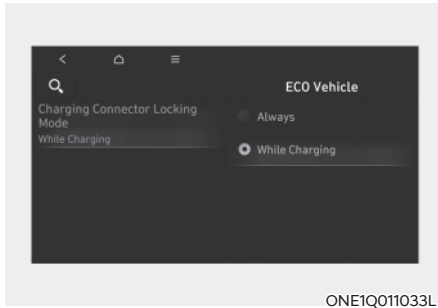 ECO Vehicle
Charging Connector Locking
Mode
While Charging
Always
While Charging
ONE1Q011033L